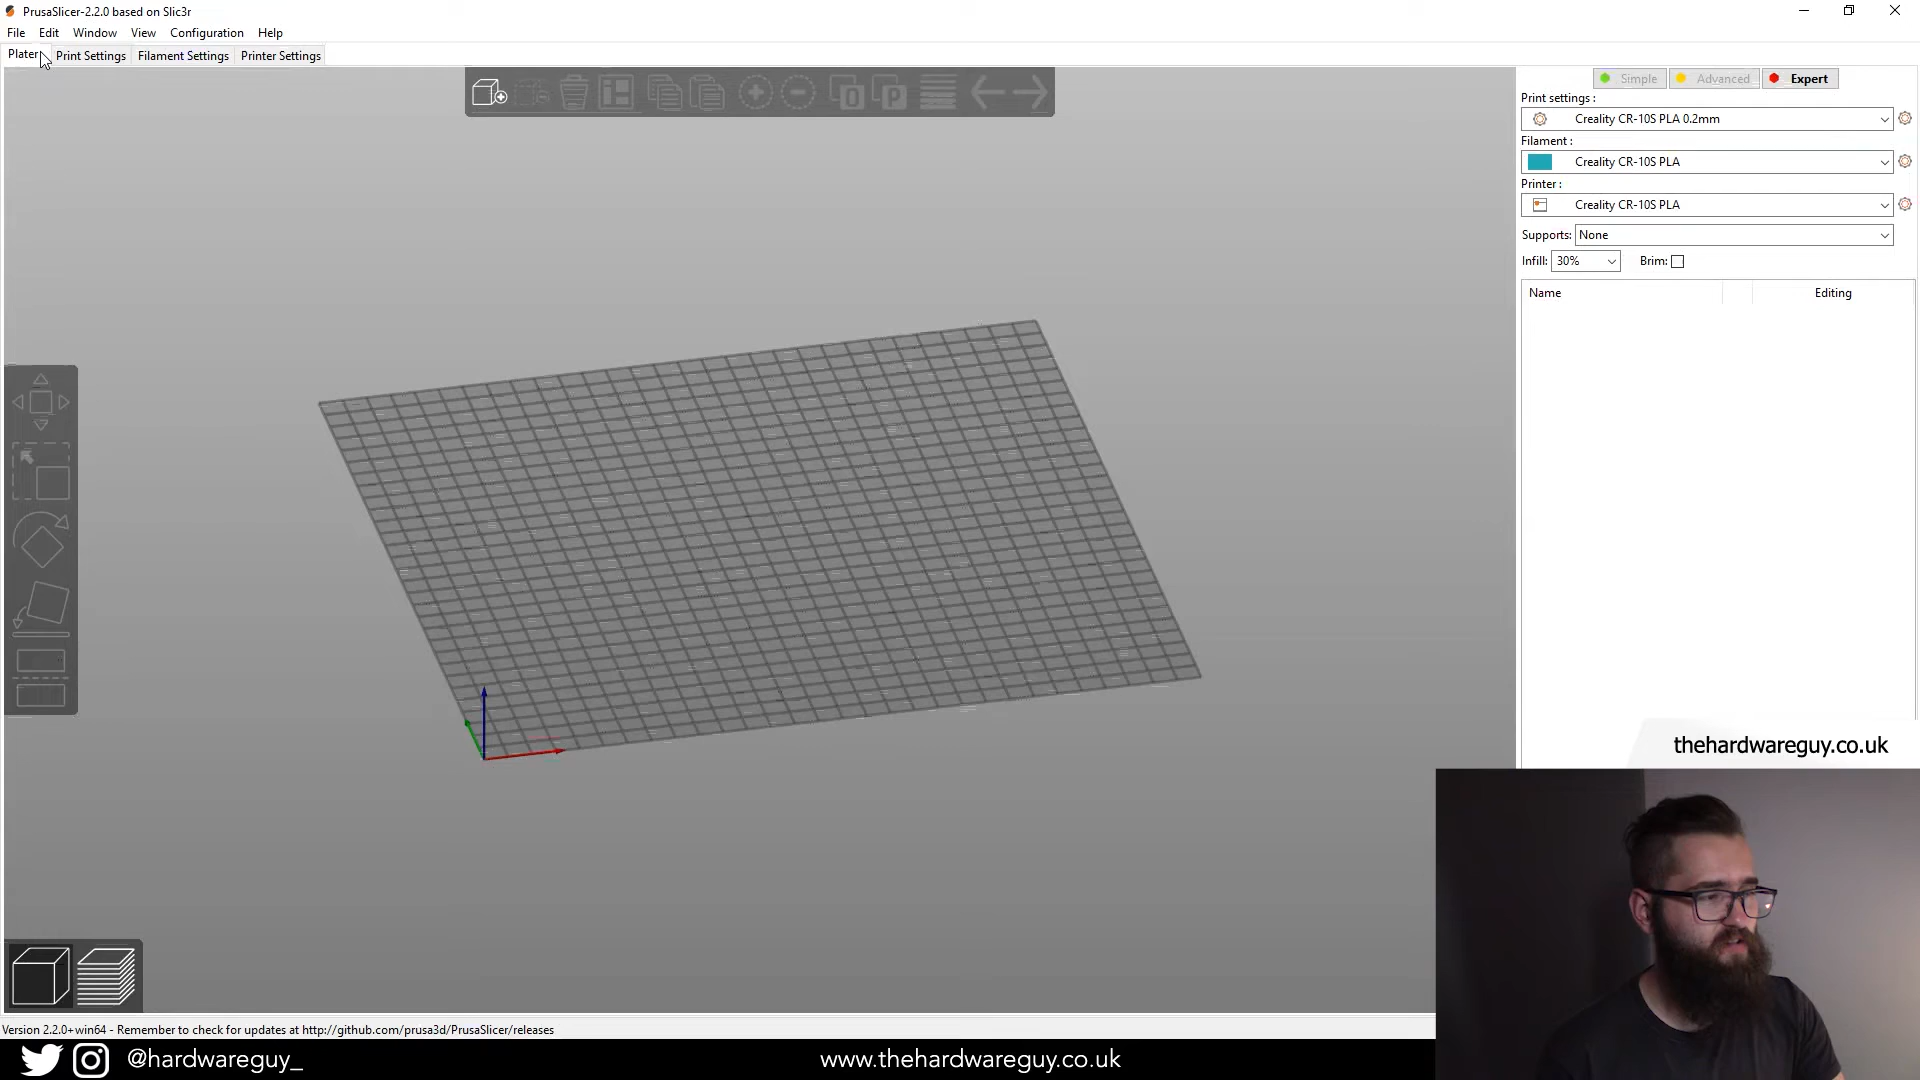 PrusaSlicer-2.2.0 based on Slic3r
File Edit Window View Configuration Help
Plater Print Settings Filament Settings Printer Settings
Simple Advanced Expert
Print settings :
Creality CR-10S PLA 0.2mm
Filament :
Creality CR-10S PLA
Printer :
Creality CR-10S PLA
Supports: None
Infill: 30% Brim:
Name Editing
thehardwareguy.co.uk
Version 2.2.0+win64 - Remember to check for updates at http://github.com/prusa3d/PrusaSlicer/releases
@hardwareguy_ www.thehardwareguy.co.uk